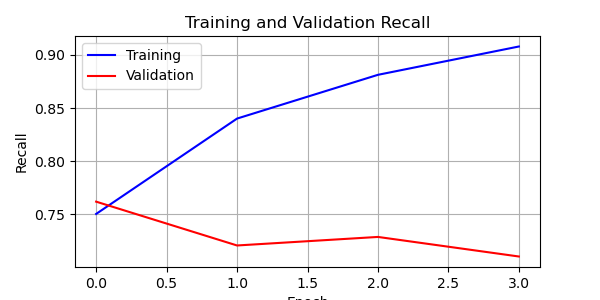 Training and Validation Recall
Training
Validation
Recall
0.90
0.85
0.80
0.75
0.0 0.5 1.0 1.5 2.0 2.5 3.0
Epoch